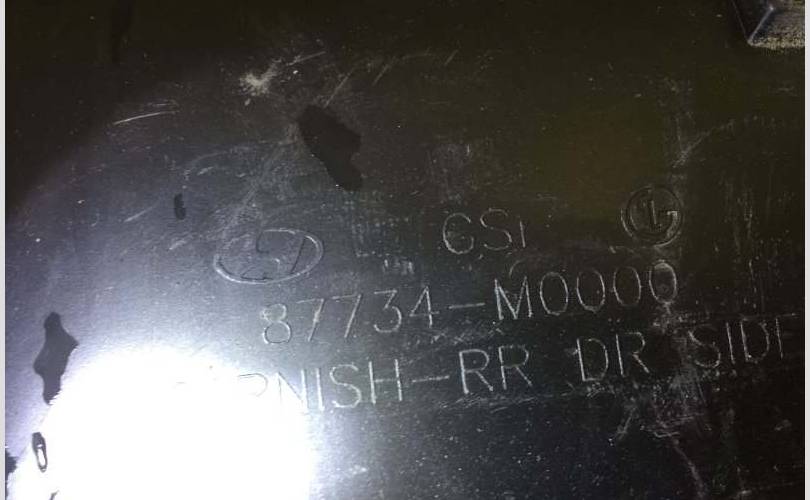 GSI L
87734-M0000
RNISH-RR DR SIDE